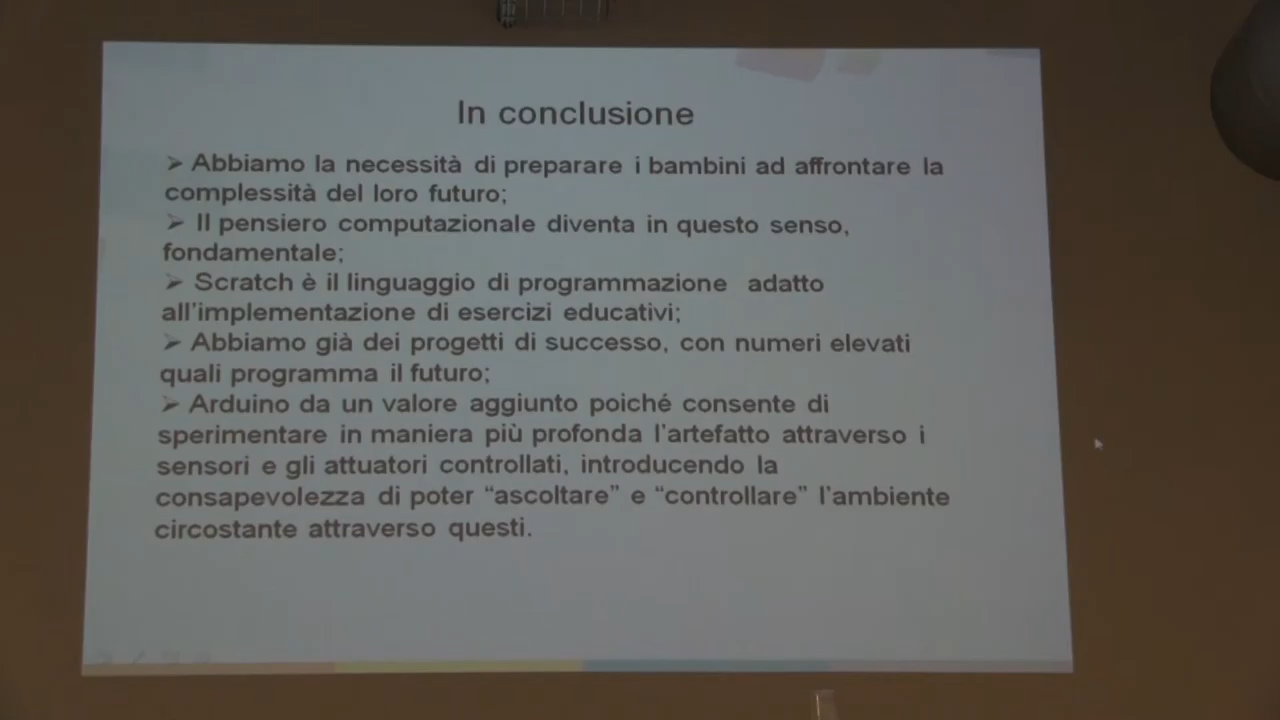 In conclusione
➢ Abbiamo la necessità di preparare i bambini ad affrontare la
complessità del loro futuro;
➢ Il pensiero computazionale diventa in questo senso,
fondamentale;
➢ Scratch è il linguaggio di programmazione adatto
all'implementazione di esercizi educativi;
➢ Abbiamo già dei progetti di successo, con numeri elevati
quali programma il futuro;
➢ Arduino da un valore aggiunto poiché consente di
sperimentare in maniera più profonda l'artefatto attraverso i
sensori e gli attuatori controllati, introducendo la
consapevolezza di poter “ascoltare” e “controllare” l'ambiente
circostante attraverso questi.